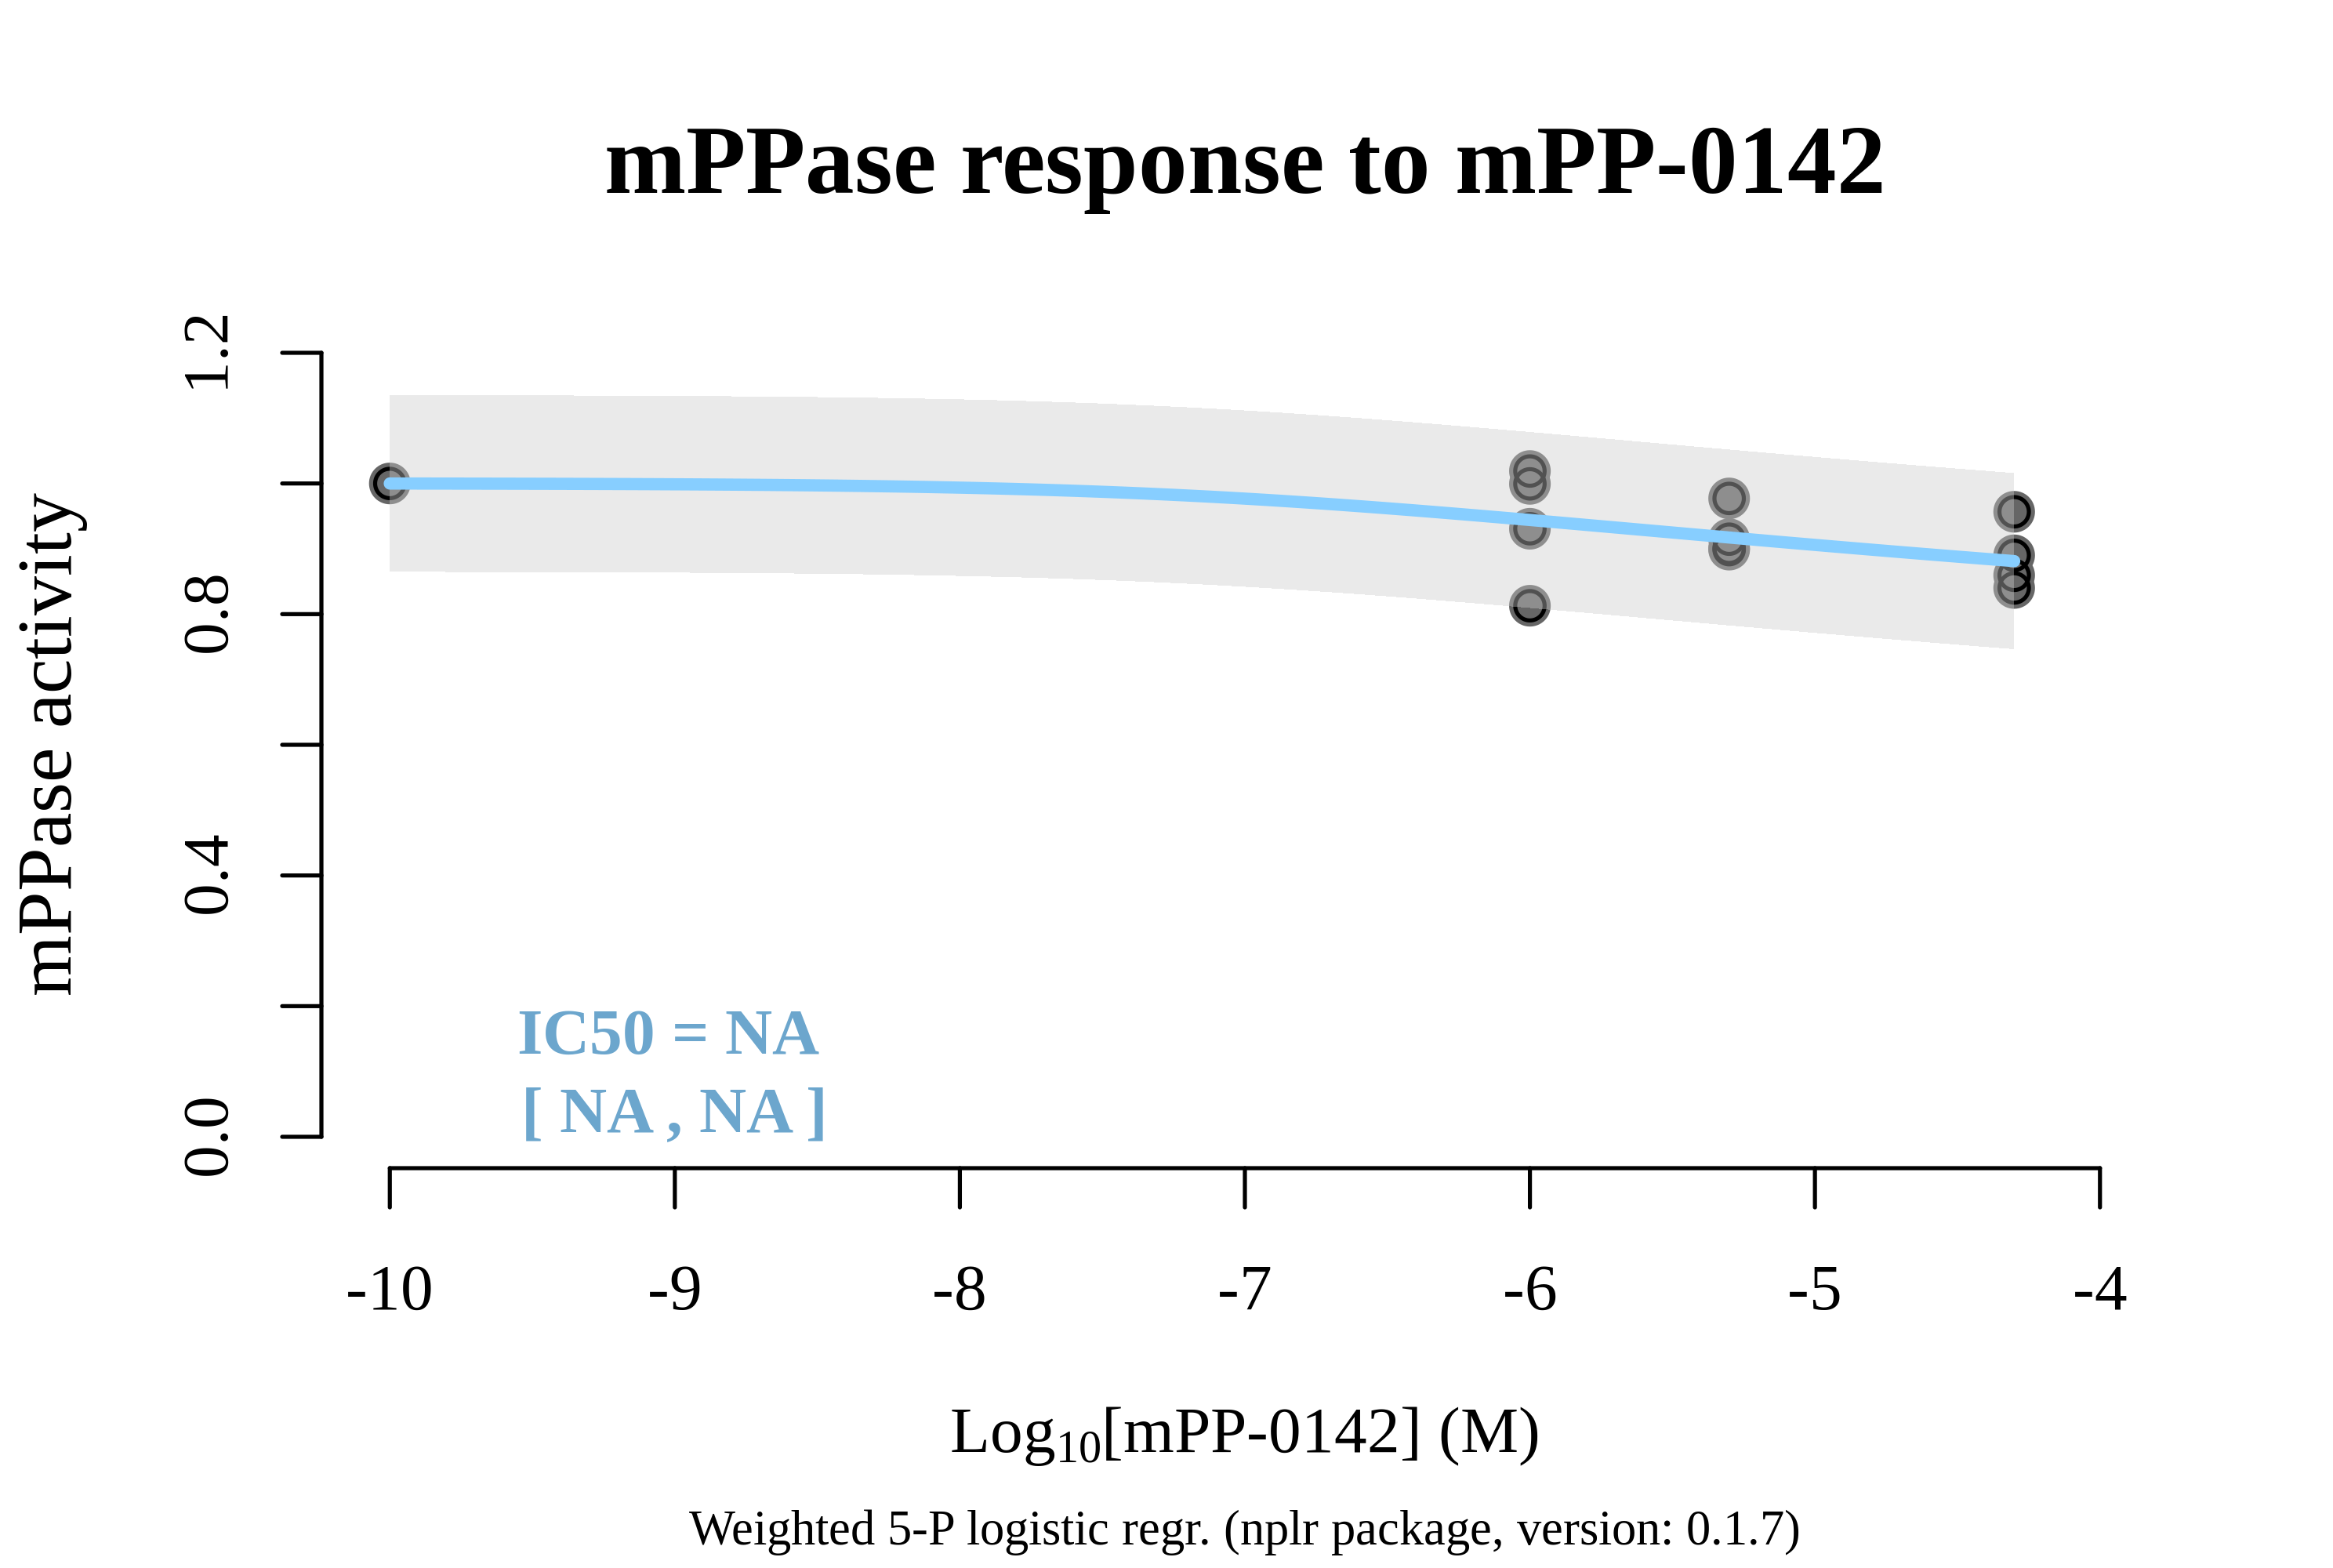 mPPase response to mPP-0142
mPPase activity
1.2
0.8
0.4
0.0
IC50 = NA
[ NA , NA ]
-10 -9 -8 -7 -6 -5 -4
Log10[mPP-0142] (M)
Weighted 5-P logistic regr. (nplr package, version: 0.1.7)